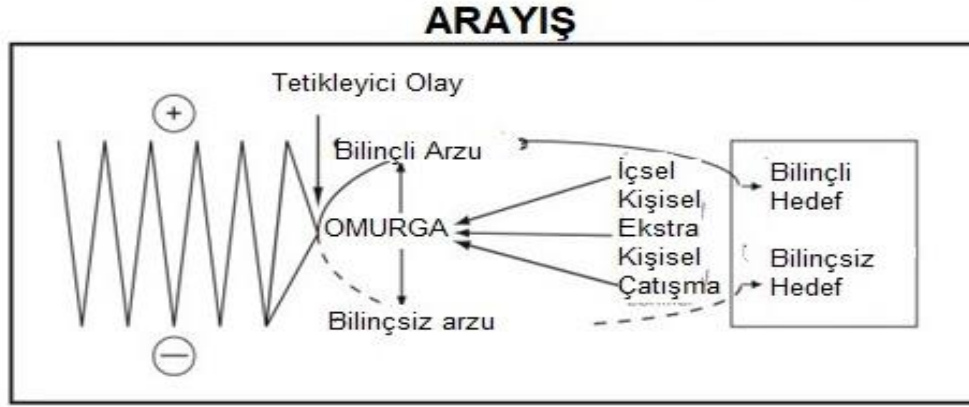 ARAYIŞ
Tetikleyici Olay
+
Bilinçli Arzu
OMURGA
Bilinçsiz arzu
−
İçsel
Kişisel
Ekstra
Kişisel
Çatışma
Bilinçli
Hedef
Bilinçsiz
Hedef